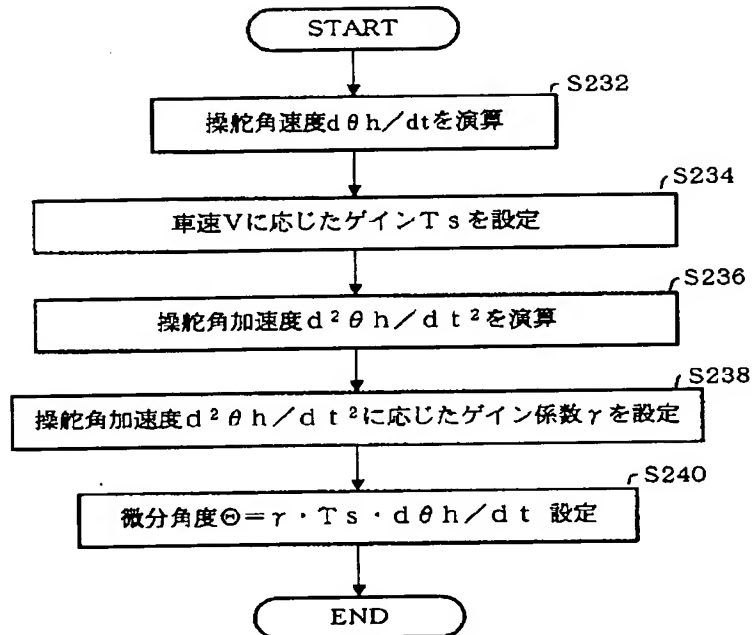 START
S232
操舵角速度dθh/dtを演算
S234
車速Vに応じたゲインTsを設定
S236
操舵角加速度d²θh/dt²を演算
S238
操舵角加速度d²θh/dt²に応じたゲイン係数γを設定
S240
微分角度Θ=γ・Ts・dθh/dt 設定
END